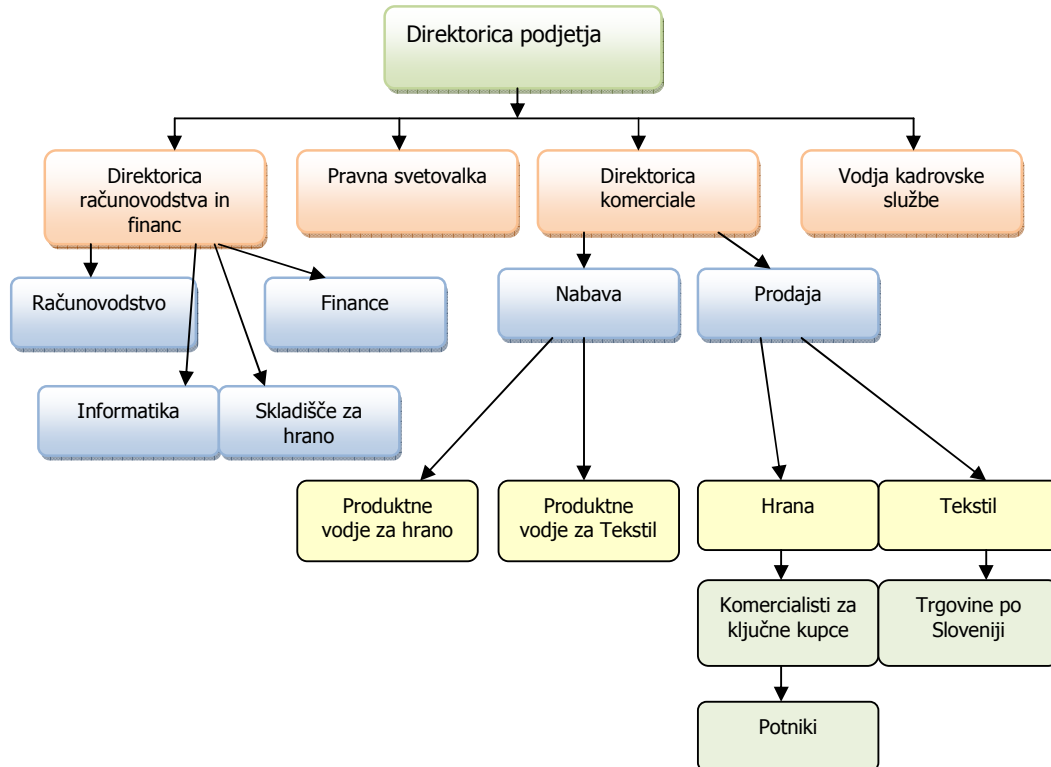 Direktorica podjetja
Direktorica
računovodstva in
financ
Pravna svetovalka
Direktorica
komerciale
Vodja kadrovske
službe
Računovodstvo
Finance
Nabava
Prodaja
Informatika
Skladišče za
hrano
Produktne
vodje za hrano
Produktne
vodje za Tekstil
Hrana
Tekstil
Komercialisti za
ključne kupce
Trgovine po
Sloveniji
Potniki